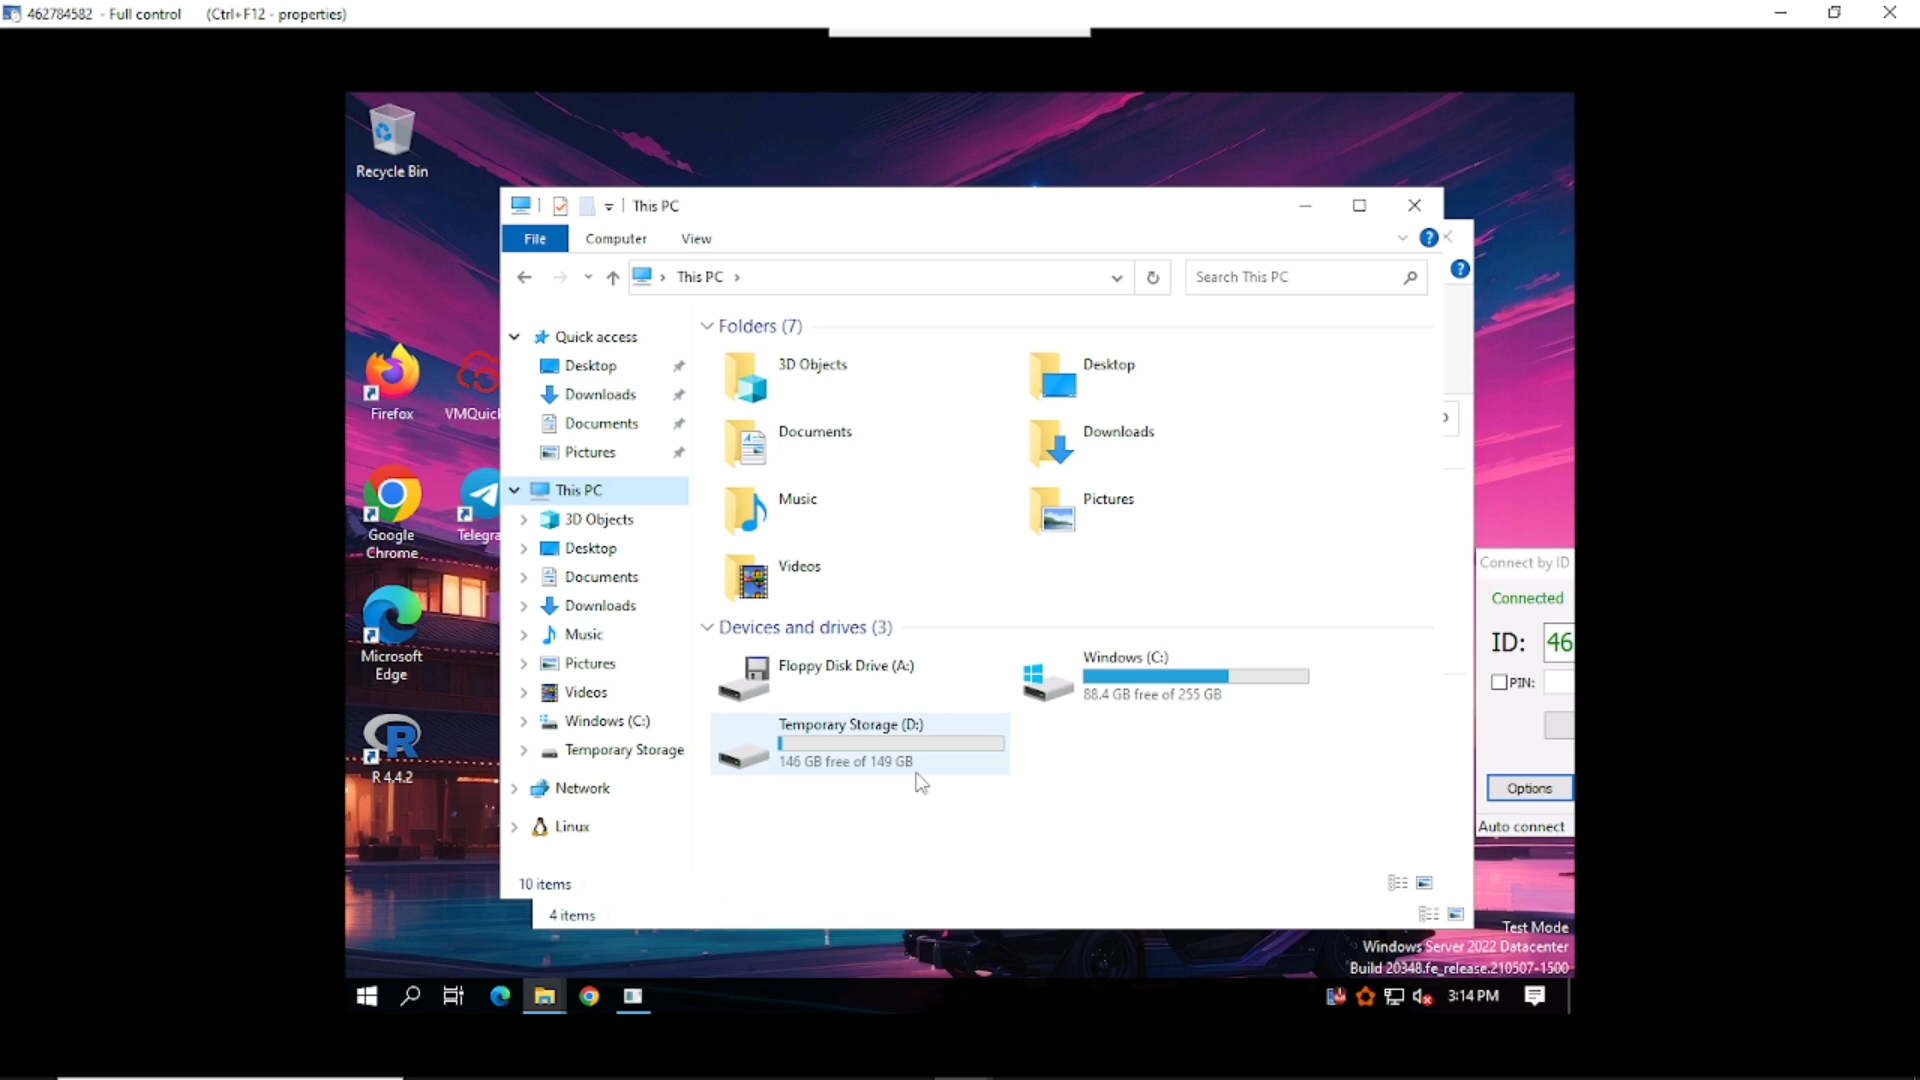 462784582 - Full control (Ctrl+F12 - properties)
Recycle Bin
Firefox
VMQuick
Google
Chrome
Telegra
Microsoft
Edge
R 4.4.2
This PC
File Computer View
This PC
Search This PC
Quick access
Desktop
Downloads
Documents
Pictures
This PC
3D Objects
Desktop
Documents
Downloads
Music
Pictures
Videos
Windows (C:)
Temporary Storage
Network
Linux
Folders (7)
3D Objects
Desktop
Documents
Downloads
Music
Pictures
Videos
Devices and drives (3)
Floppy Disk Drive (A:)
Windows (C:)
88.4 GB free of 255 GB
Temporary Storage (D:)
146 GB free of 149 GB
10 items
4 items
Connect by ID
Connected
ID: 46
PIN:
Options
Auto connect
Test Mode
Windows Server 2022 Datacenter
Build 20348.fe_release.210507-1500
3:14 PM